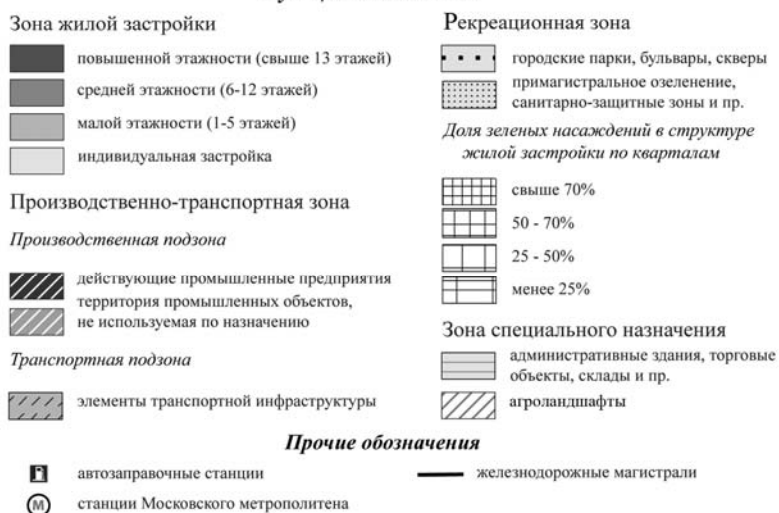 Зона жилой застройки
повышенной этажности (свыше 13 этажей)
средней этажности (6-12 этажей)
малой этажности (1-5 этажей)
индивидуальная застройка
Производственно-транспортная зона
Производственная подзона
действующие промышленные предприятия
территория промышленных объектов,
не используемая по назначению
Транспортная подзона
элементы транспортной инфраструктуры
Рекреационная зона
городские парки, бульвары, скверы
примагистральное озеленение,
санитарно-защитные зоны и пр.
Доля зеленых насаждений в структуре
жилой застройки по кварталам
свыше 70%
50 - 70%
25 - 50%
менее 25%
Зона специального назначения
административные здания, торговые
объекты, склады и пр.
агроландшафты
Прочие обозначения
автозаправочные станции
железнодорожные магистрали
М
станции Московского метрополитена